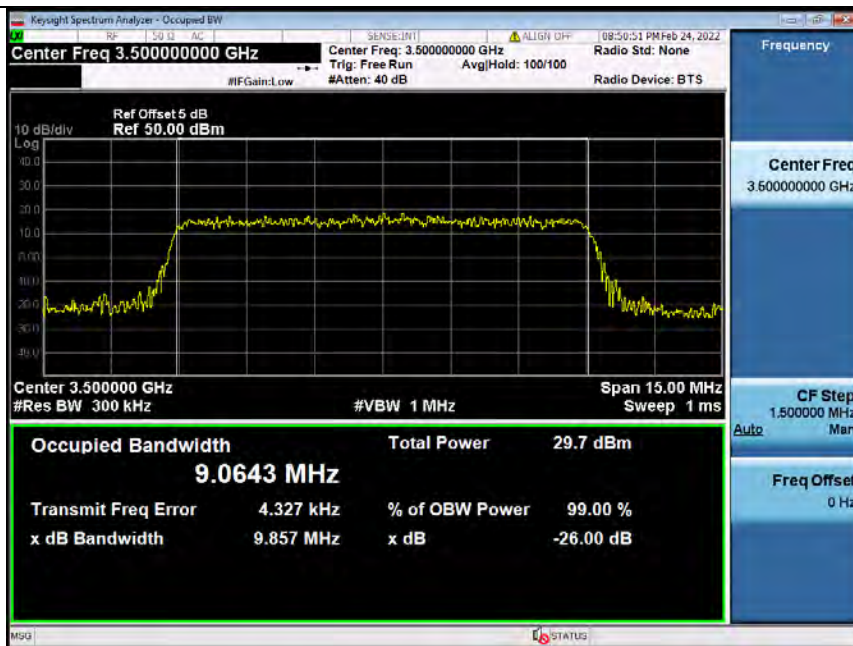 Keysight Spectrum Analyzer - Occupied BW
RF 50 Ω AC SENSE:INT ALIGN OFF 08:50:51 PM Feb 24, 2022
Center Freq 3.500000000 GHz
Center Freq: 3.500000000 GHz
Radio Std: None
Trig: Free Run Avg|Hold: 100/100
#IFGain:Low
#Atten: 40 dB
Radio Device: BTS
Ref Offset 5 dB
10 dB/div Ref 50.00 dBm
Log
40.0
30.0
20.0
10.0
0.00
-10.0
-20.0
-30.0
-40.0
Center 3.500000 GHz Span 15.00 MHz
#Res BW 300 kHz #VBW 1 MHz Sweep 1 ms
Occupied Bandwidth Total Power 29.7 dBm
9.0643 MHz
Transmit Freq Error 4.327 kHz % of OBW Power 99.00 %
x dB Bandwidth 9.857 MHz x dB -26.00 dB
MSG STATUS
Frequency
Center Freq
3.500000000 GHz
CF Step
1.500000 MHz
Auto Man
Freq Offset
0 Hz